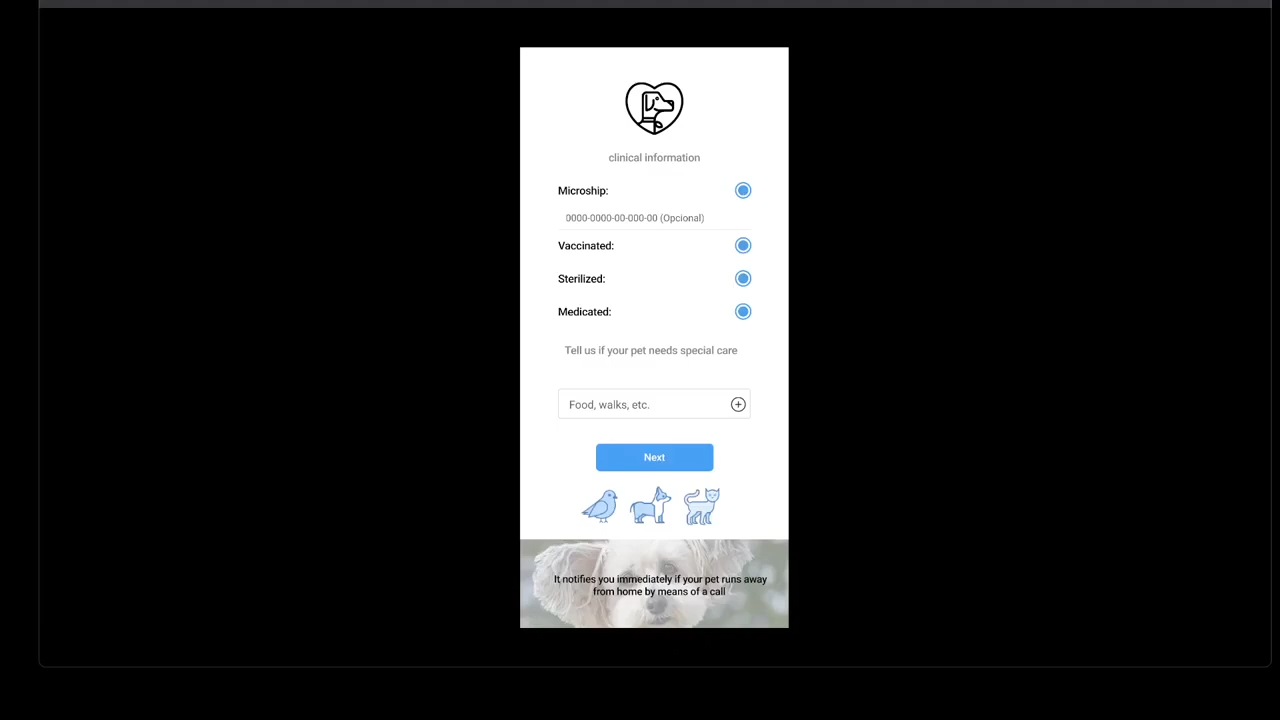 clinical information
Microship:
0000-0000-00-000-00 (Opcional)
Vaccinated:
Sterilized:
Medicated:
Tell us if your pet needs special care
Food, walks, etc.
Next
It notifies you immediately if your pet runs away
from home by means of a call